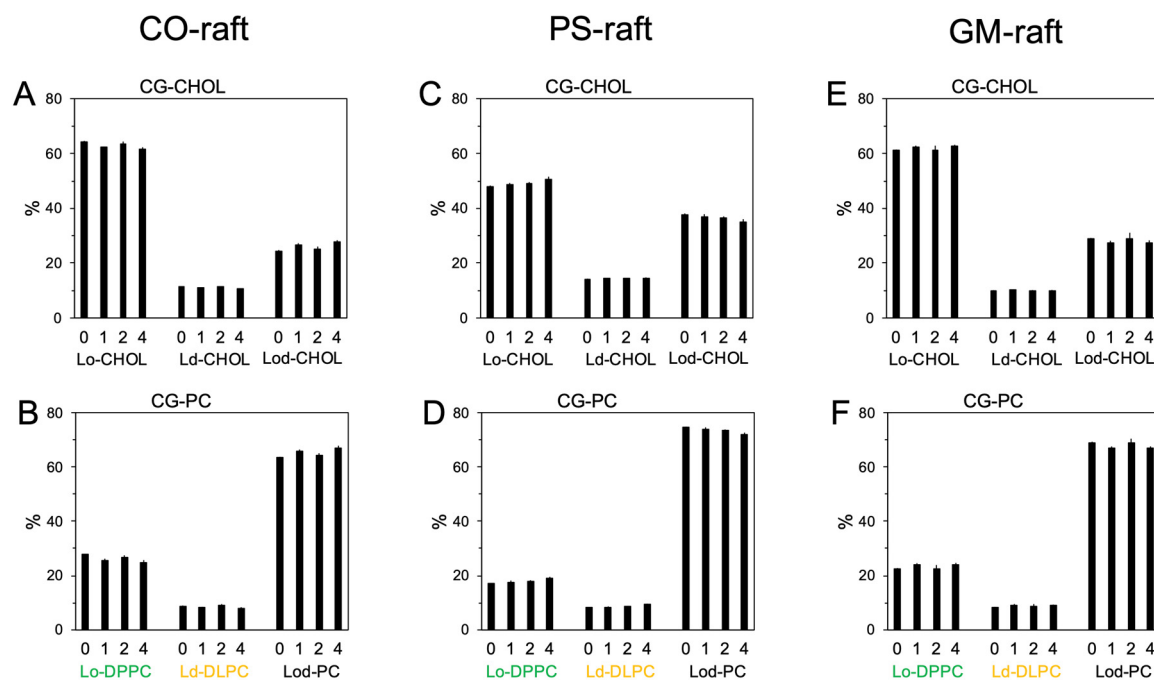 CO-raft PS-raft GM-raft
A CG-CHOL
80
60
40
20
0
%
0 1 2 4 0 1 2 4 0 1 2 4
Lo-CHOL Ld-CHOL Lod-CHOL
C CG-CHOL
80
60
40
20
0
%
0 1 2 4 0 1 2 4 0 1 2 4
Lo-CHOL Ld-CHOL Lod-CHOL
E CG-CHOL
80
60
40
20
0
%
0 1 2 4 0 1 2 4 0 1 2 4
Lo-CHOL Ld-CHOL Lod-CHOL
B CG-PC
80
60
40
20
0
%
0 1 2 4 0 1 2 4 0 1 2 4
Lo-DPPC Ld-DLPC Lod-PC
D CG-PC
80
60
40
20
0
%
0 1 2 4 0 1 2 4 0 1 2 4
Lo-DPPC Ld-DLPC Lod-PC
F CG-PC
80
60
40
20
0
%
0 1 2 4 0 1 2 4 0 1 2 4
Lo-DPPC Ld-DLPC Lod-PC